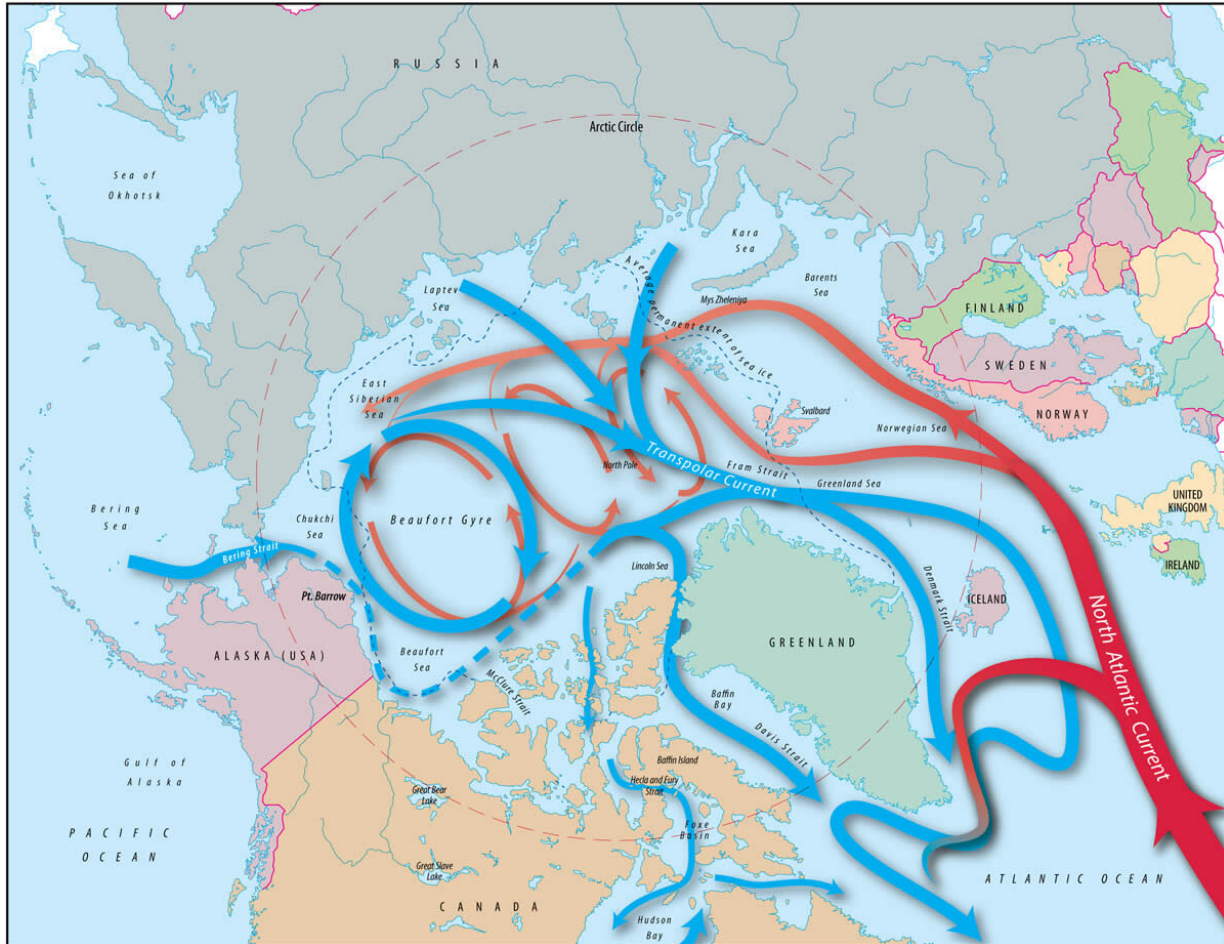 RUSSIA
Arctic Circle
Sea of
Okhotsk
Kara
Sea
Barents
Sea
Laptev
Sea
Average permanent extent of sea ice
Mys Zheleniya
FINLAND
SWEDEN
NORWAY
East
Siberian
Sea
Svalbard
Norwegian Sea
North Pole
Transpolar Current
Fram Strait
Greenland Sea
UNITED
KINGDOM
IRELAND
Bering
Sea
Chukchi
Sea
Beaufort Gyre
Bering Strait
Pt. Barrow
Lincoln Sea
Denmark Strait
ICELAND
ALASKA (USA)
Beaufort
Sea
McClure Strait
GREENLAND
North Atlantic Current
Baffin
Bay
Davis Strait
Gulf of
Alaska
Baffin Island
Hecla and Eury
Strait
Great Bear
Lake
Foxe
Basin
PACIFIC
OCEAN
Great Slave
Lake
ATLANTIC OCEAN
CANADA
Hudson
Bay